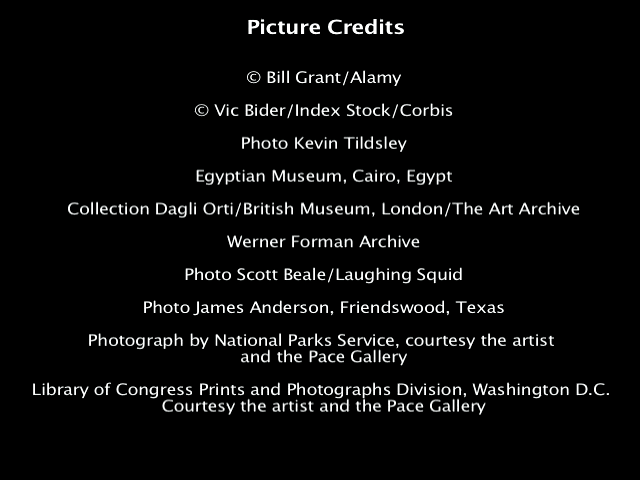 Picture Credits
© Bill Grant/Alamy
© Vic Bider/Index Stock/Corbis
Photo Kevin Tildsley
Egyptian Museum, Cairo, Egypt
Collection Dagli Orti/British Museum, London/The Art Archive
Werner Forman Archive
Photo Scott Beale/Laughing Squid
Photo James Anderson, Friendswood, Texas
Photograph by National Parks Service, courtesy the artist
and the Pace Gallery
Library of Congress Prints and Photographs Division, Washington D.C.
Courtesy the artist and the Pace Gallery